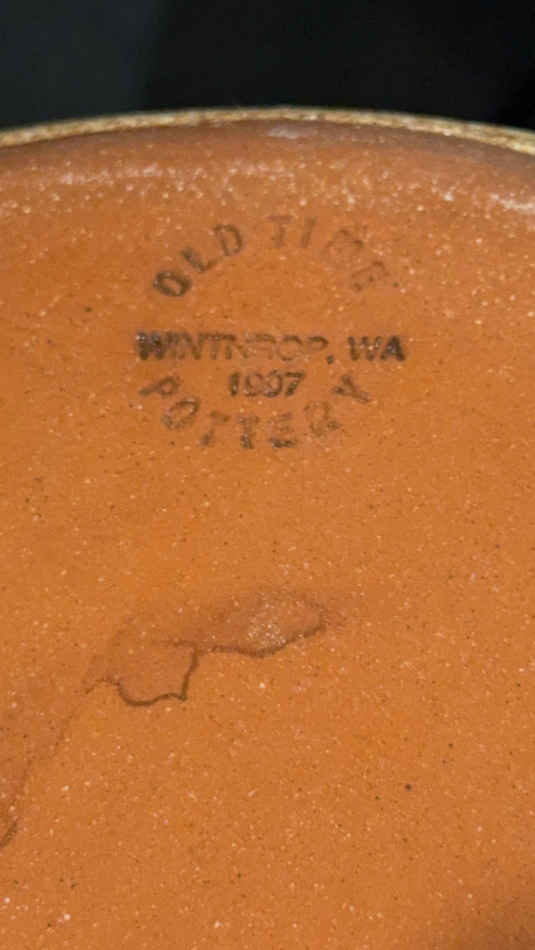 OLD TIME
WINTHROP, WA
1997
POTTERY